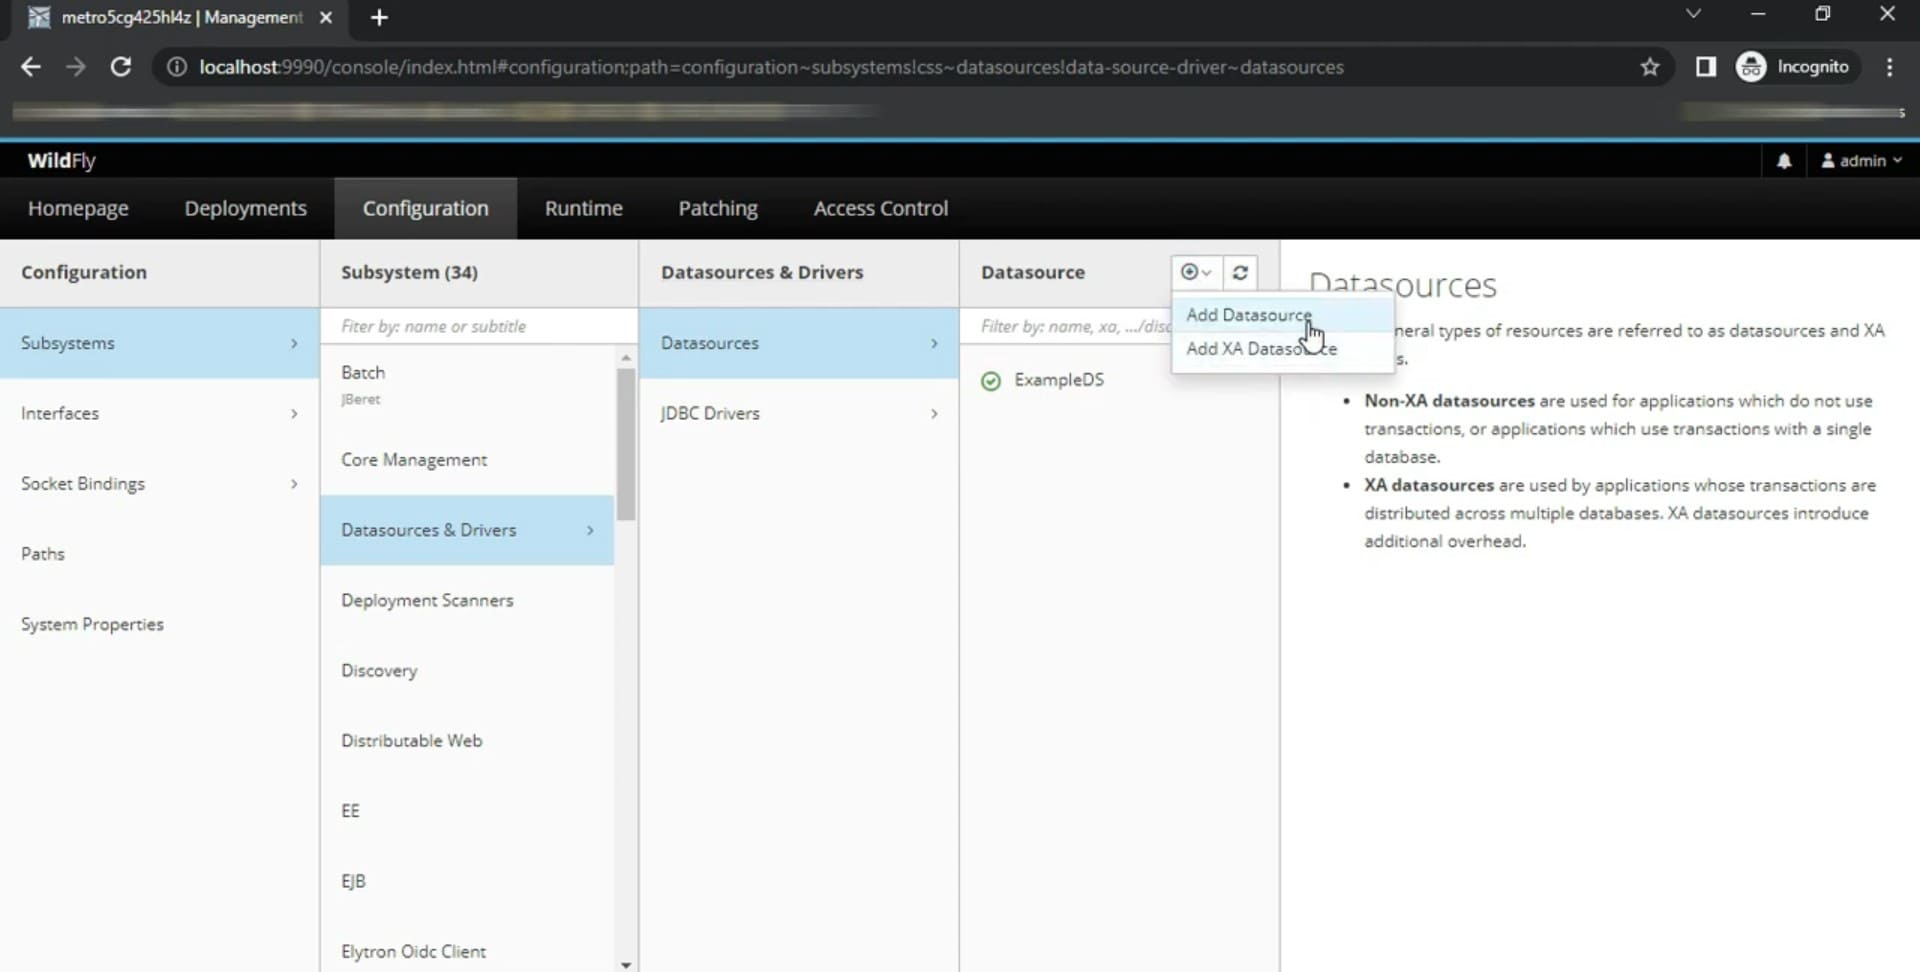 metro5cg425hl4z | Management
localhost:9990/console/index.html#configuration;path=configuration~subsystems!css~datasources!data-source-driver~datasources
Incognito
WildFly
admin
Homepage
Deployments
Configuration
Runtime
Patching
Access Control
Configuration
Subsystems
Interfaces
Socket Bindings
Paths
System Properties
Subsystem (34)
Fiter by: name or subtitle
Batch
JBeret
Core Management
Datasources & Drivers
Deployment Scanners
Discovery
Distributable Web
EE
EJB
Elytron Oidc Client
Datasources & Drivers
Datasources
JDBC Drivers
Datasource
Filter by: name, xa, .../disc
ExampleDS
Add Datasource
Add XA Datasource
Datasources
neral types of resources are referred to as datasources and XA
s.
• Non-XA datasources are used for applications which do not use
transactions, or applications which use transactions with a single
database.
• XA datasources are used by applications whose transactions are
distributed across multiple databases. XA datasources introduce
additional overhead.